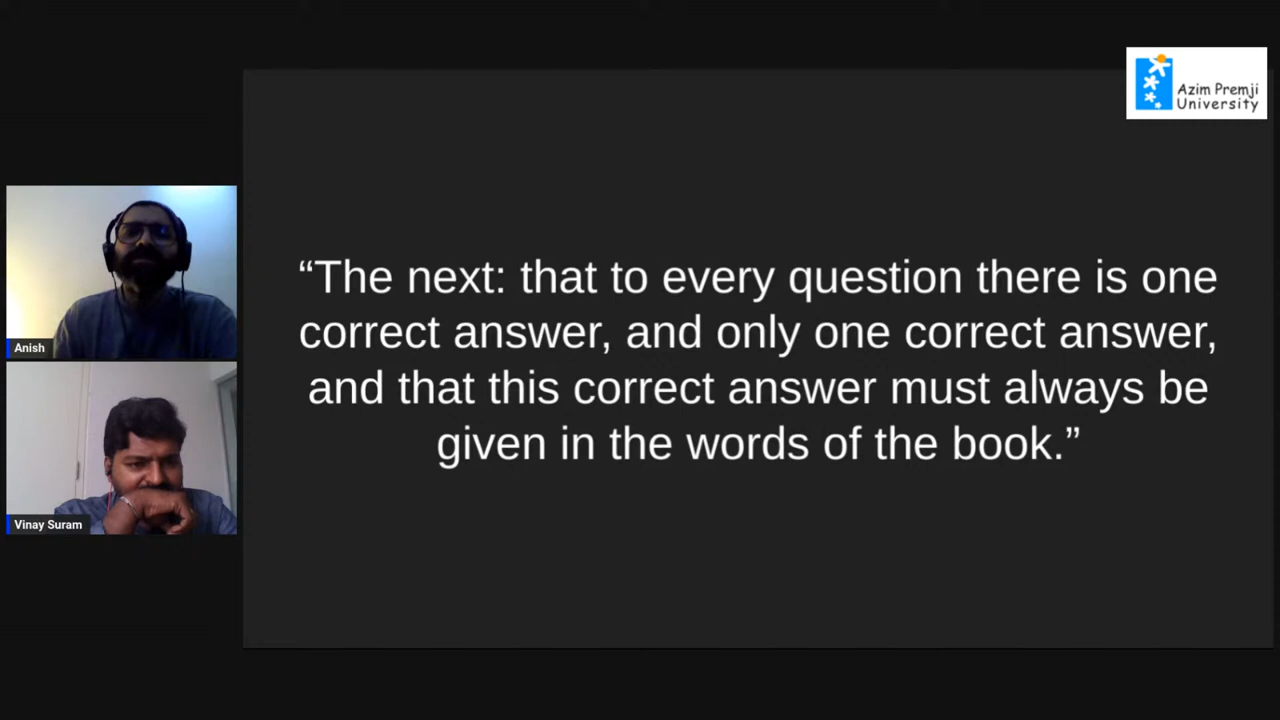 Azim Premji
University
“The next: that to every question there is one
correct answer, and only one correct answer,
and that this correct answer must always be
given in the words of the book.”
Anish
Vinay Suram